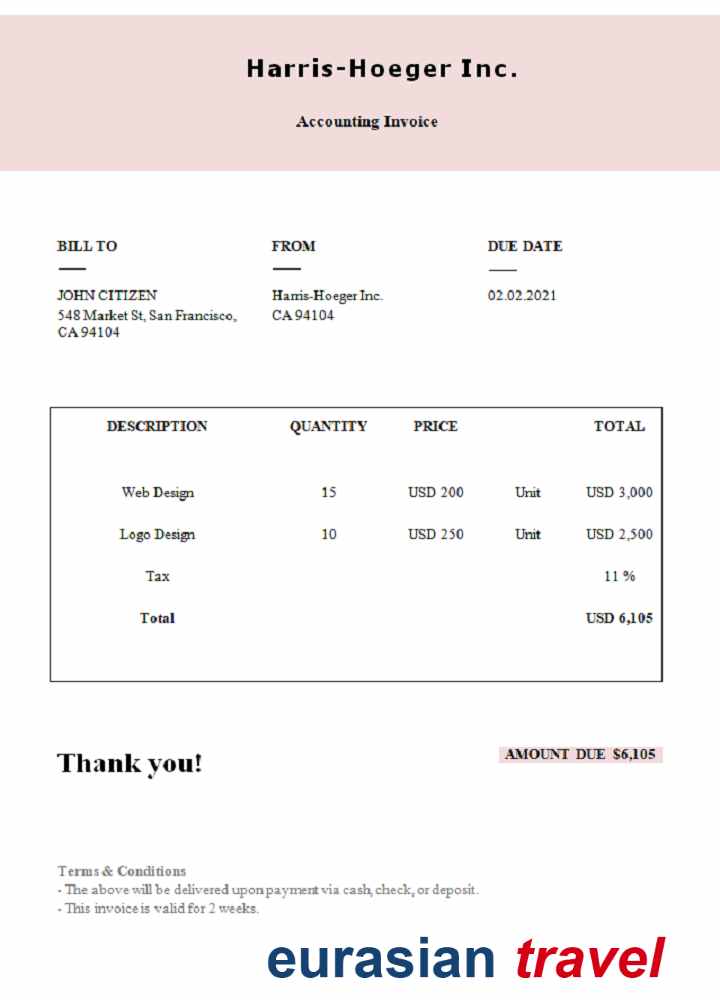 Harris-Hoeger Inc.
Accounting Invoice
BILL TO
FROM
DUE DATE
JOHN CITIZEN
Harris-Hoeger Inc.
02.02.2021
548 Market St, San Francisco,
CA 94104
CA 94104
DESCRIPTION QUANTITY PRICE TOTAL
Web Design 15 USD 200 Unit USD 3,000
Logo Design 10 USD 250 Unit USD 2,500
Tax 11 %
Total USD 6,105
Thank you!
AMOUNT DUE $6,105
Terms & Conditions
- The above will be delivered upon payment via cash, check, or deposit.
- This invoice is valid for 2 weeks.
eurasian travel